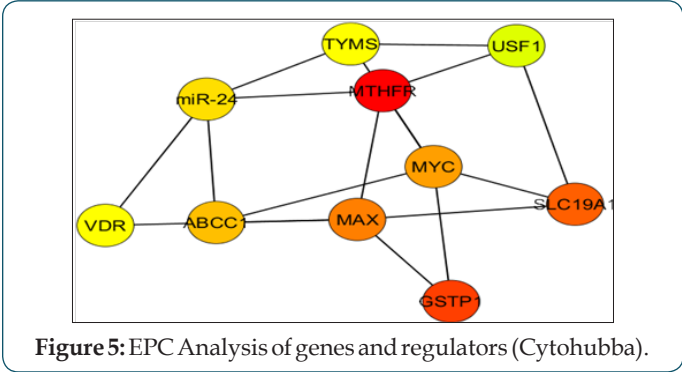 TYMS
USF1
miR-24
MTHFR
MYC
SLC19A1
VDR
ABCC1
MAX
GSTP1
Figure 5: EPC Analysis of genes and regulators (Cytohubba).